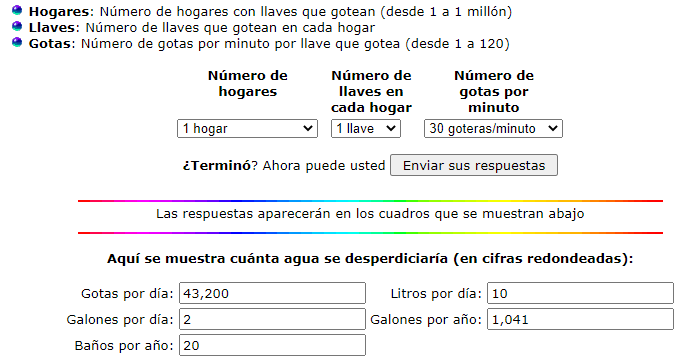 Hogares: Número de hogares con llaves que gotean (desde 1 a 1 millón)
Llaves: Número de llaves que gotean en cada hogar
Gotas: Número de gotas por minuto por llave que gotea (desde 1 a 120)
Número de hogares
Número de llaves en cada hogar
Número de gotas por minuto
1 hogar
1 llave
30 goteras/minuto
¿Terminó? Ahora puede usted Enviar sus respuestas
Las respuestas aparecerán en los cuadros que se muestran abajo
Aquí se muestra cuánta agua se desperdiciaría (en cifras redondeadas):
Gotas por día: 43,200 Litros por día: 10
Galones por día: 2 Galones por año: 1,041
Baños por año: 20